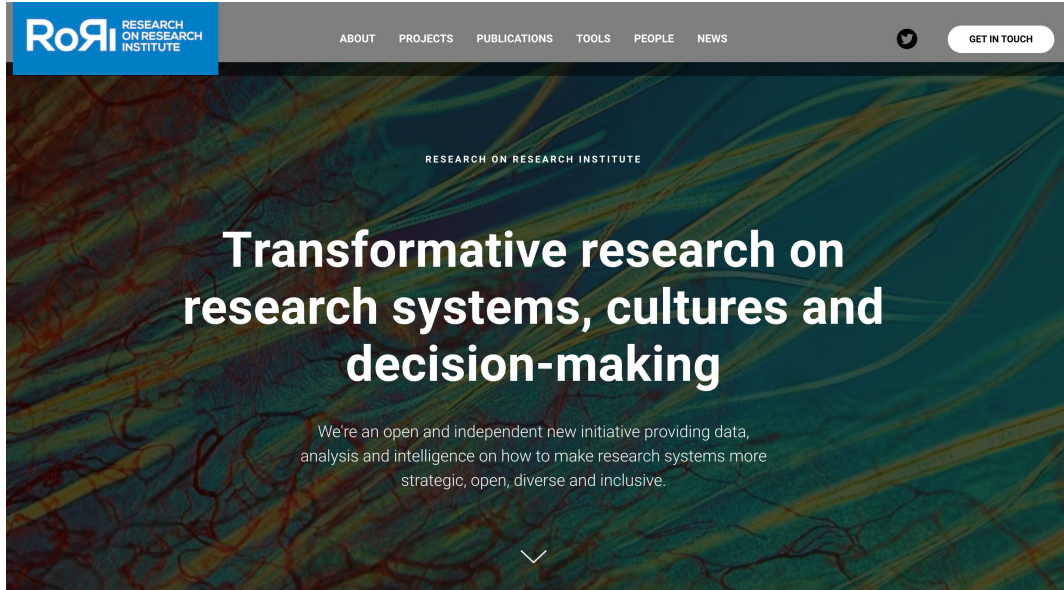 RoRI
RESEARCH
ON RESEARCH
INSTITUTE
ABOUT PROJECTS PUBLICATIONS TOOLS PEOPLE NEWS
GET IN TOUCH
RESEARCH ON RESEARCH INSTITUTE
Transformative research on
research systems, cultures and
decision-making
We're an open and independent new initiative providing data,
analysis and intelligence on how to make research systems more
strategic, open, diverse and inclusive.